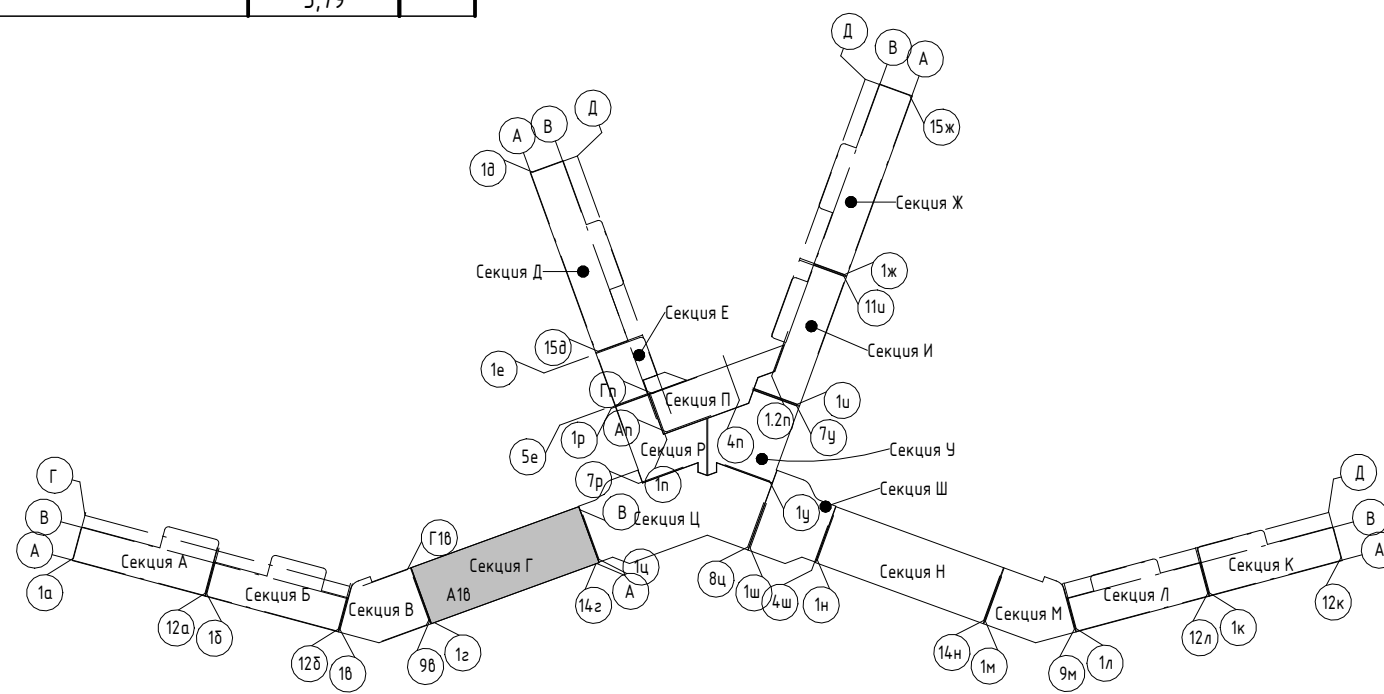 5,79
Д
В
А
15ж
Д
В
А
1д
Секция Ж
Секция Д
1ж
11и
Секция Е
15д
1е
Секция И
Гп
Секция П
1и
1.2п
7у
Ап
4п
1р
5е
Секция Р
Секция У
7р
1п
Г
Д
Секция Ш
В
Секция Ц
1у
В
В
А
Г1в
А
Секция А
Секция Г
1ц
А
8ц
1ш
4ш
1н
Секция Н
Секция К
1а
Секция Б
А1в
14г
Секция Л
12к
Секция В
Секция М
12а
1б
12л
1к
12б
1в
9в
1г
14н
1м
9м
1л